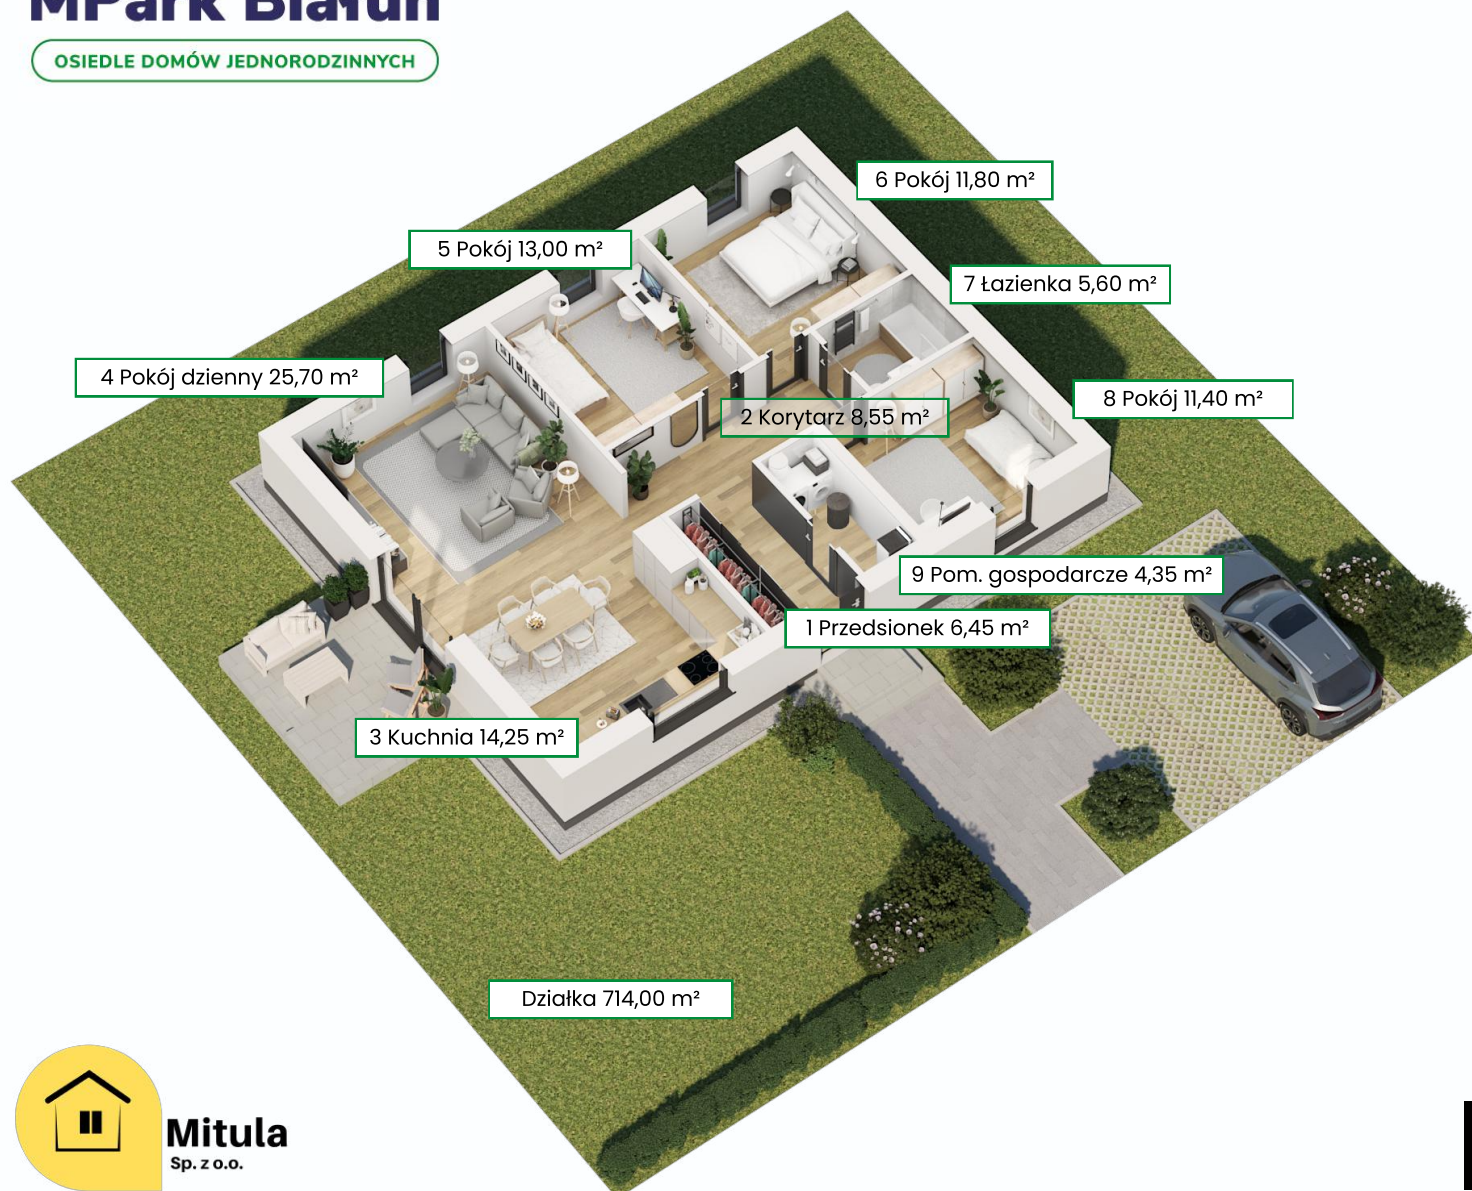 MPark Białuń
OSIEDLE DOMÓW JEDNORODZINNYCH
6 Pokój 11,80 m²
5 Pokój 13,00 m²
7 Łazienka 5,60 m²
4 Pokój dzienny 25,70 m²
8 Pokój 11,40 m²
2 Korytarz 8,55 m²
9 Pom. gospodarcze 4,35 m²
1 Przedsionek 6,45 m²
3 Kuchnia 14,25 m²
Działka 714,00 m²
Mitula
Sp. z o.o.